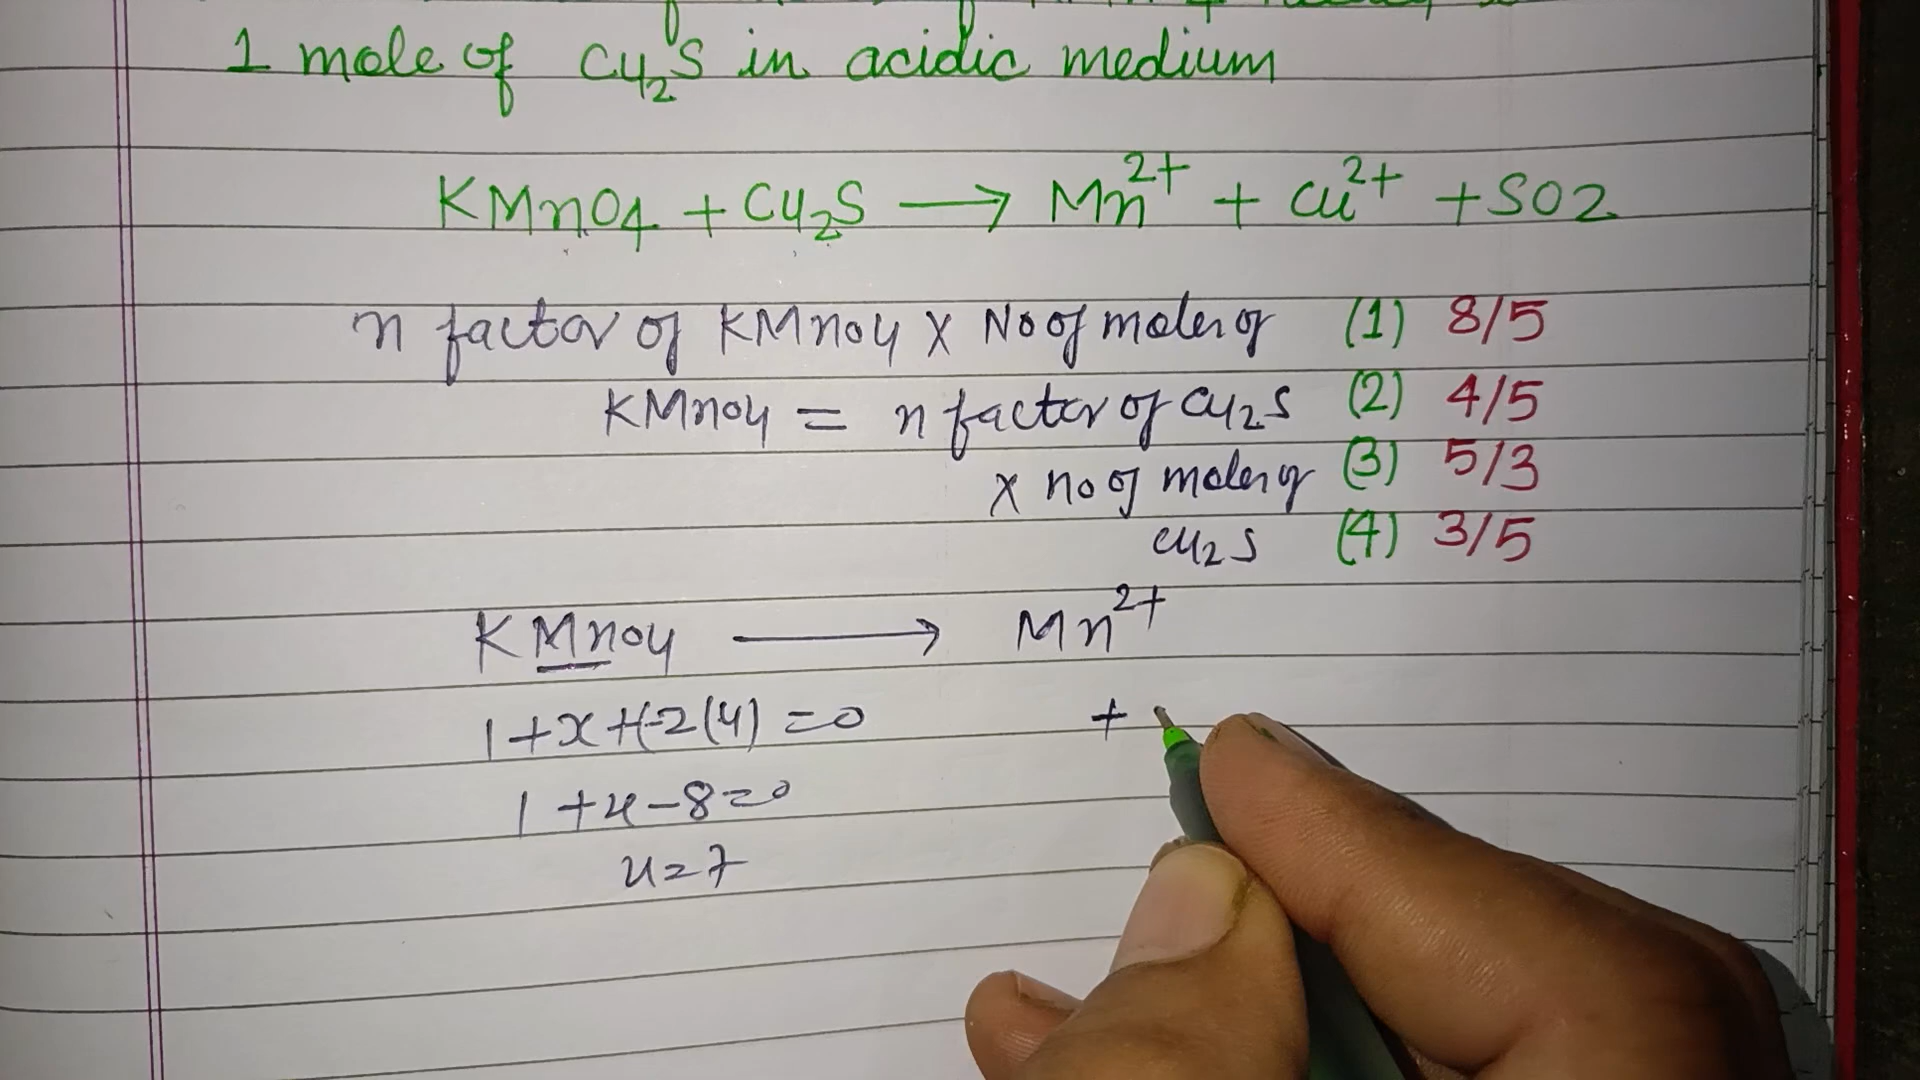 1 mole of Cu₂S in acidic medium
KMnO4 + Cu₂S → Mn²⁺ + Cu²⁺ + SO2
n factor of KMnO4 X No of moles of (1) 8/5
KMnO4 = n factor of Cu₂S (2) 4/5
x no of moles of (3) 5/3
Cu₂S (4) 3/5
KMnO4 → Mn²⁺
1+x+(-2(4)=0 +
1+x-8=0
x=7